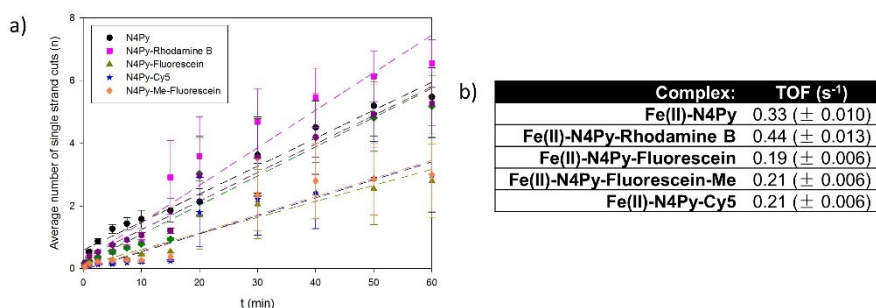 a)
8
6
4
2
0
Average number of single strand cuts (n)
N4Py
N4Py-Rhodamine B
N4Py-Fluorescein
N4Py-Cy5
N4Py-Me-Fluorescein
0 10 20 30 40 50 60
t (min)
b)
Complex: TOF (s⁻¹)
Fe(II)-N4Py 0.33 (± 0.010)
Fe(II)-N4Py-Rhodamine B 0.44 (± 0.013)
Fe(II)-N4Py-Fluorescein 0.19 (± 0.006)
Fe(II)-N4Py-Fluorescein-Me 0.21 (± 0.006)
Fe(II)-N4Py-Cy5 0.21 (± 0.006)